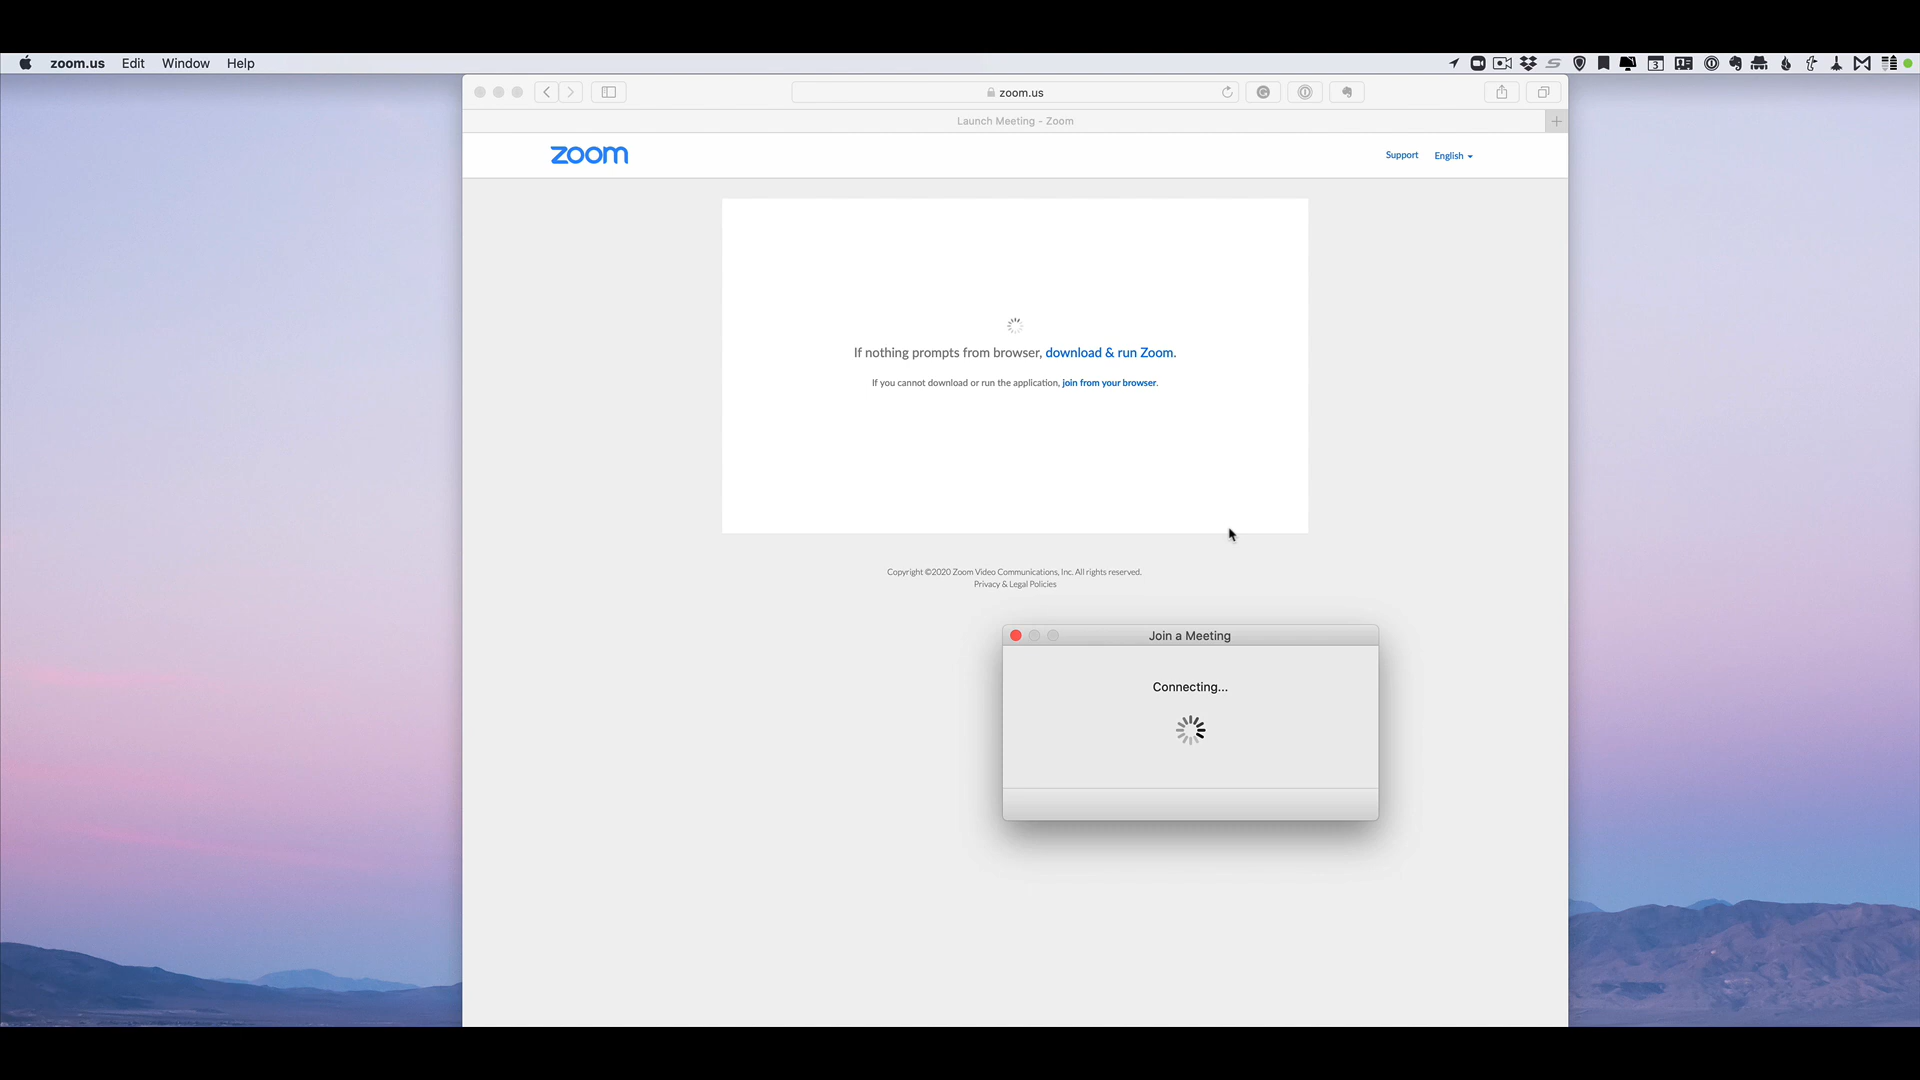 zoom.us Edit Window Help
3
zoom.us
Launch Meeting - Zoom
zoom
Support English
If nothing prompts from browser, download & run Zoom.
If you cannot download or run the application, join from your browser.
Copyright ©2020 Zoom Video Communications, Inc. All rights reserved.
Privacy & Legal Policies
Join a Meeting
Connecting...